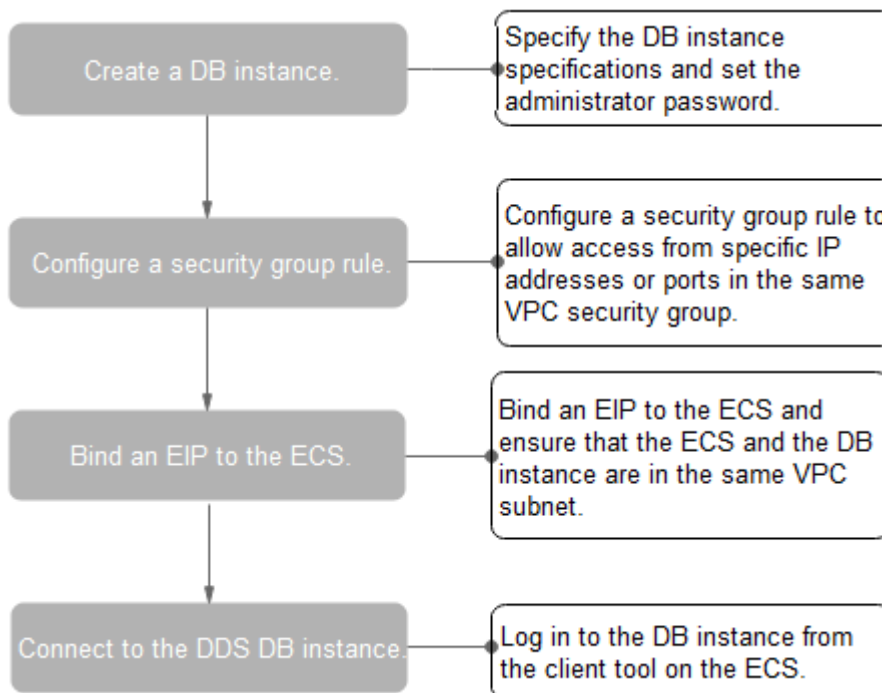 Create a DB instance.
Specify the DB instance
specifications and set the
administrator password.
Configure a security group rule.
Configure a security group rule to
allow access from specific IP
addresses or ports in the same
VPC security group.
Bind an EIP to the ECS.
Bind an EIP to the ECS and
ensure that the ECS and the DB
instance are in the same VPC
subnet.
Connect to the DDS DB instance.
Log in to the DB instance from
the client tool on the ECS.